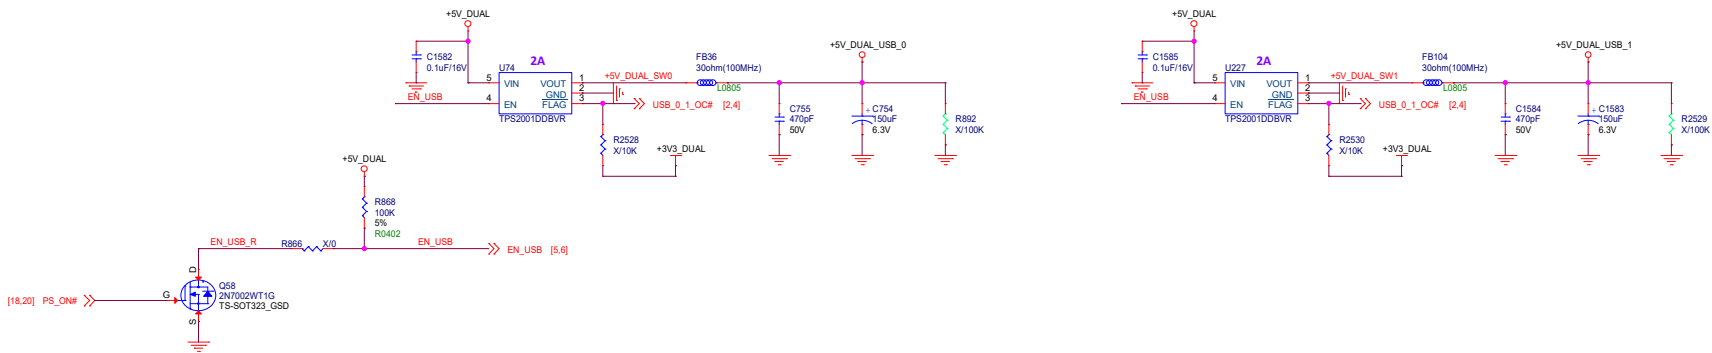 +5V_DUAL
C1582
0.1uF/16V
2A
U74
5 VIN VOUT 1
GND 2
4 EN FLAG 3
TPS2001DDBVR
EN_USB
+5V_DUAL_SW0
FB36
30ohm(100MHz)
L0805
+5V_DUAL_USB_0
USB_0_1_OC# [2,4]
R2528
X/10K
+3V3_DUAL
C755
470pF
50V
+ C754
150uF
6.3V
R892
X/100K
+5V_DUAL
C1585
0.1uF/16V
2A
U227
5 VIN VOUT 1
GND 2
4 EN FLAG 3
TPS2001DDBVR
EN_USB
+5V_DUAL_SW1
FB104
30ohm(100MHz)
L0805
+5V_DUAL_USB_1
USB_0_1_OC# [2,4]
R2530
X/10K
+3V3_DUAL
C1584
470pF
50V
+ C1583
150uF
6.3V
R2529
X/100K
+5V_DUAL
R868
100K
5%
R0402
EN_USB_R
R866 X/0
EN_USB
EN_USB [5,6]
D
Q58
2N7002WT1G
TS-SOT323_GSD
G
S
[18,20] PS_ON#